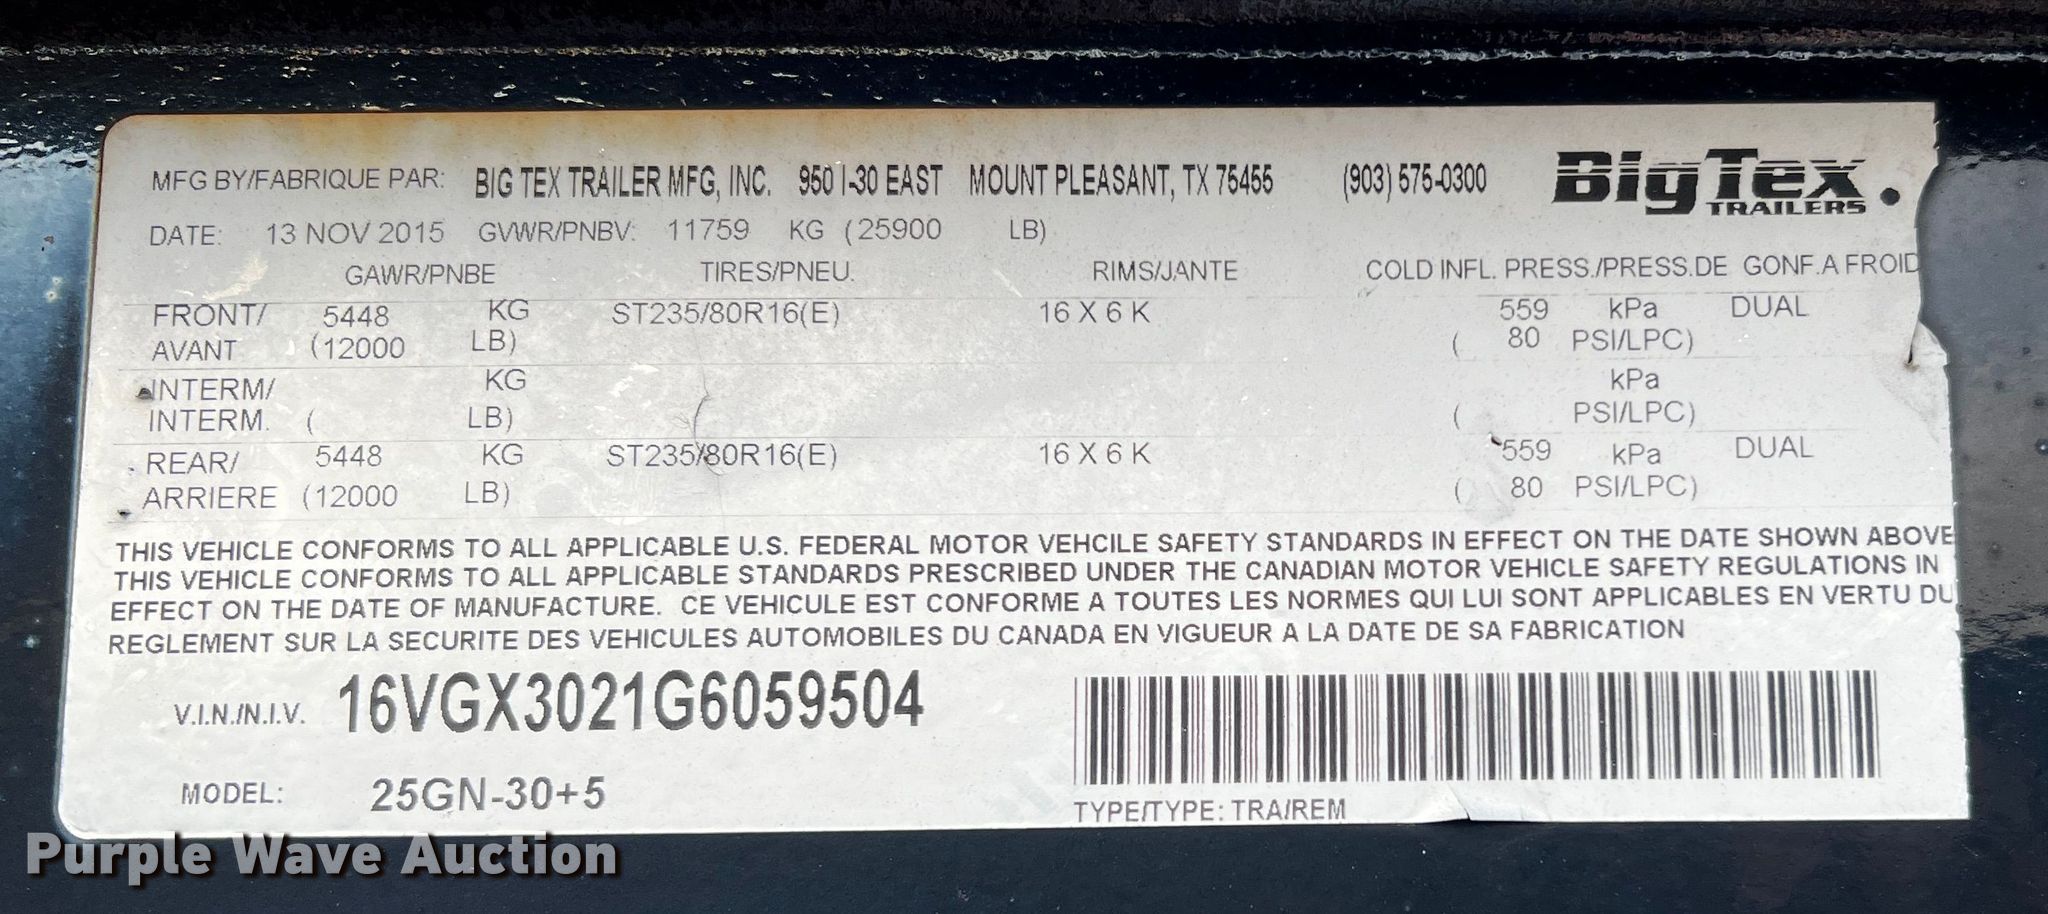 MFG BY/FABRIQUE PAR: BIG TEX TRAILER MFG, INC. 950 I-30 EAST MOUNT PLEASANT, TX 75455 (903) 575-0300 Big Tex. TRAILERS
DATE: 13 NOV 2015 GVWR/PNBV: 11759 KG (25900 LB)
GAWR/PNBE TIRES/PNEU. RIMS/JANTE COLD INFL. PRESS./PRESS.DE GONF.A FROID
FRONT/ 5448 KG ST235/80R16(E) 16 X 6 K 559 kPa DUAL
AVANT (12000 LB) ( 80 PSI/LPC)
INTERM/ KG kPa
INTERM. ( LB) ( PSI/LPC)
REAR/ 5448 KG ST235/80R16(E) 16 X 6 K 559 kPa DUAL
ARRIERE (12000 LB) ( 80 PSI/LPC)
THIS VEHICLE CONFORMS TO ALL APPLICABLE U.S. FEDERAL MOTOR VEHCILE SAFETY STANDARDS IN EFFECT ON THE DATE SHOWN ABOVE
THIS VEHICLE CONFORMS TO ALL APPLICABLE STANDARDS PRESCRIBED UNDER THE CANADIAN MOTOR VEHICLE SAFETY REGULATIONS IN
EFFECT ON THE DATE OF MANUFACTURE. CE VEHICULE EST CONFORME A TOUTES LES NORMES QUI LUI SONT APPLICABLES EN VERTU DU
REGLEMENT SUR LA SECURITE DES VEHICULES AUTOMOBILES DU CANADA EN VIGUEUR A LA DATE DE SA FABRICATION
V.I.N./N.I.V. 16VGX3021G6059504
MODEL: 25GN-30+5
TYPE/TYPE: TRA/REM
Purple Wave Auction